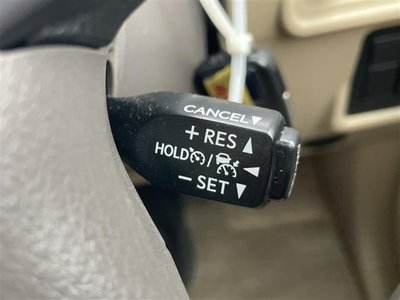 CANCEL▼
+ RES ▲
HOLD /
− SET ▼